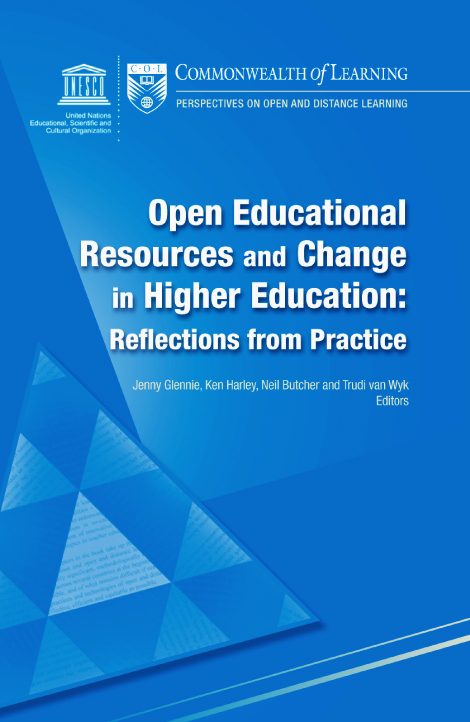 UNESCO
United Nations
Educational, Scientific and
Cultural Organization
C·O·L
COMMONWEALTH of LEARNING
PERSPECTIVES ON OPEN AND DISTANCE LEARNING
Open Educational
Resources and Change
in Higher Education:
Reflections from Practice
Jenny Glennie, Ken Harley, Neil Butcher and Trudi van Wyk
Editors